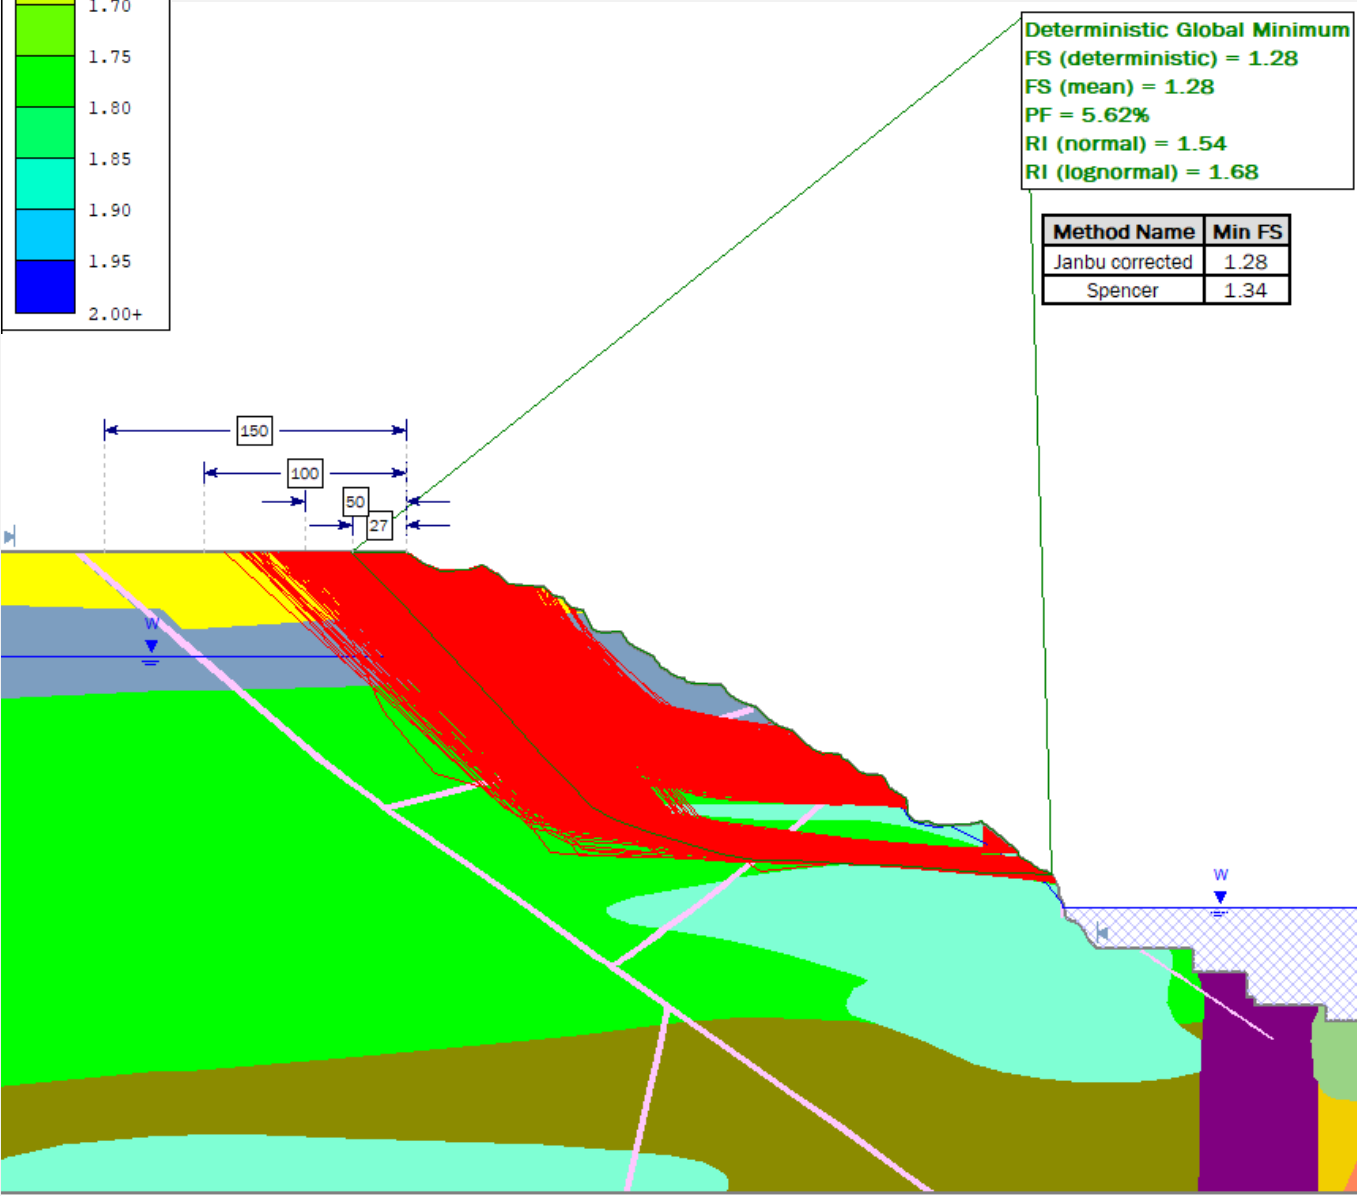 1.70
1.75
1.80
1.85
1.90
1.95
2.00+
Deterministic Global Minimum
FS (deterministic) = 1.28
FS (mean) = 1.28
PF = 5.62%
RI (normal) = 1.54
RI (lognormal) = 1.68
Method Name Min FS
Janbu corrected 1.28
Spencer 1.34
150
100
50
27
W
W